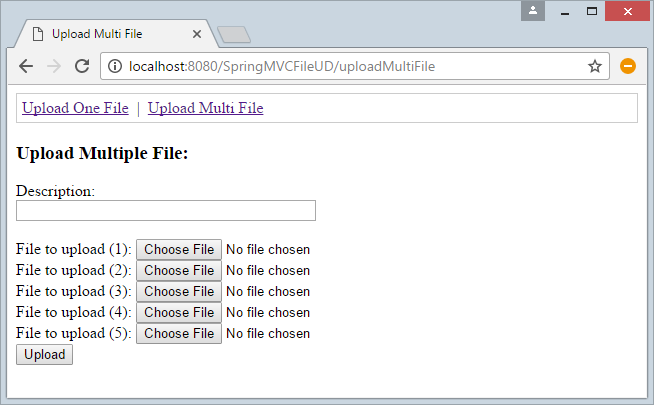 Upload Multi File
localhost:8080/SpringMVCFileUD/uploadMultiFile
Upload One File | Upload Multi File
Upload Multiple File:
Description:
File to upload (1): Choose File No file chosen
File to upload (2): Choose File No file chosen
File to upload (3): Choose File No file chosen
File to upload (4): Choose File No file chosen
File to upload (5): Choose File No file chosen
Upload